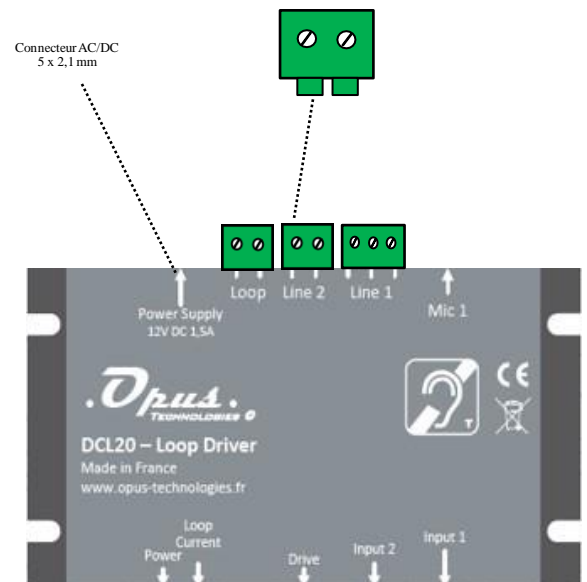 Connecteur AC/DC
5 x 2,1 mm
Loop Line 2 Line 1
Mic 1
Power Supply
12V DC 1,5A
.Opus.
TECHNOLOGIES ©
CE
T
DCL20 – Loop Driver
Made in France
www.opus-technologies.fr
Loop
Current
Power
Drive
Input 2
Input 1